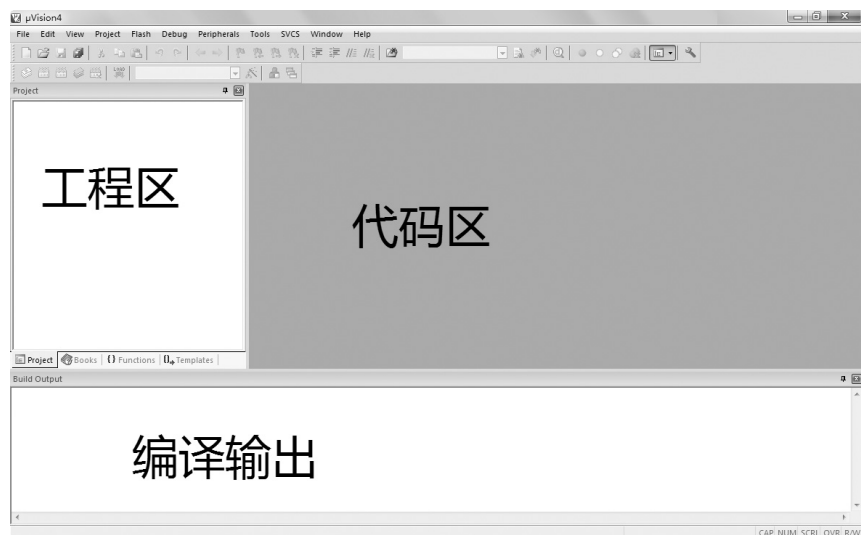 µVision4
File Edit View Project Flash Debug Peripherals Tools SVCS Window Help
LOAD
Project
工程区
代码区
Project Books {} Functions 0 Templates
Build Output
编译输出
CAP NUM SCRL OVR R/W